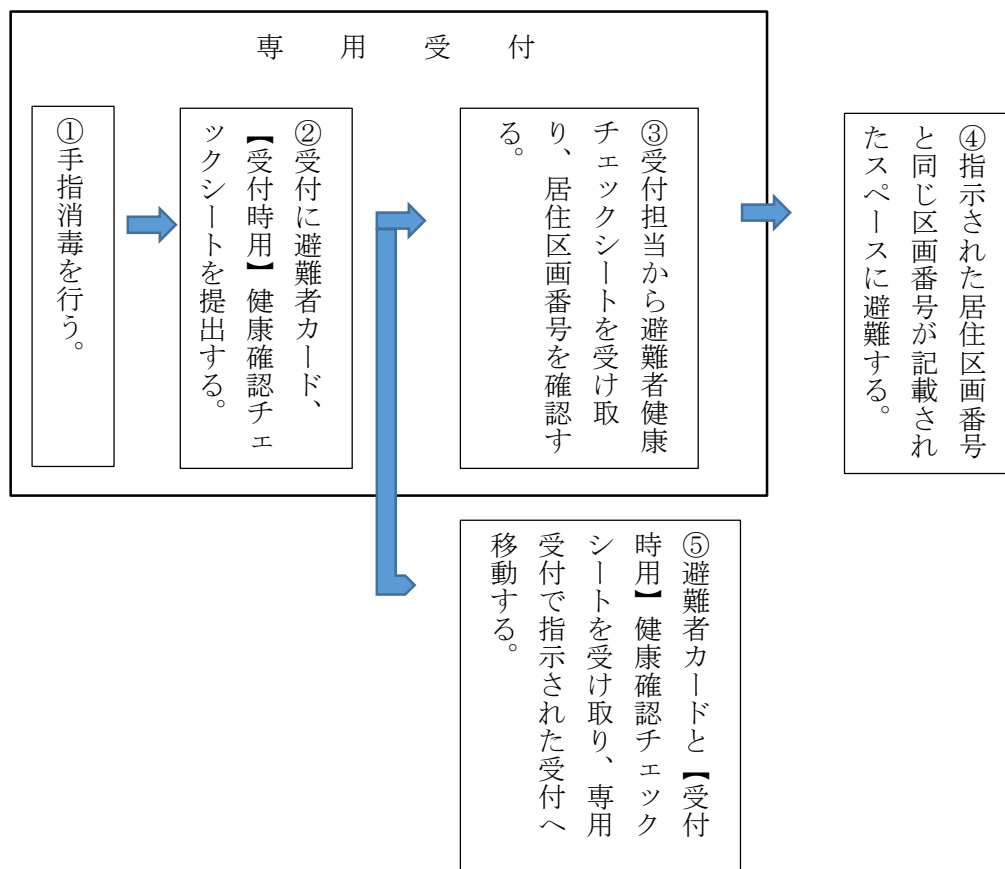 専用受付
①手指消毒を行う。
②受付に避難者カード、
【受付時用】健康確認チェ
ックシートを提出する。
③受付担当から避難者健康
チェックシートを受け取
り、居住区画番号を確認す
る。
④指示された居住区画番号
と同じ区画番号が記載され
たスペースに避難する。
⑤避難者カードと【受付
時用】健康確認チェック
シートを受け取り、専用
受付で指示された受付へ
移動する。